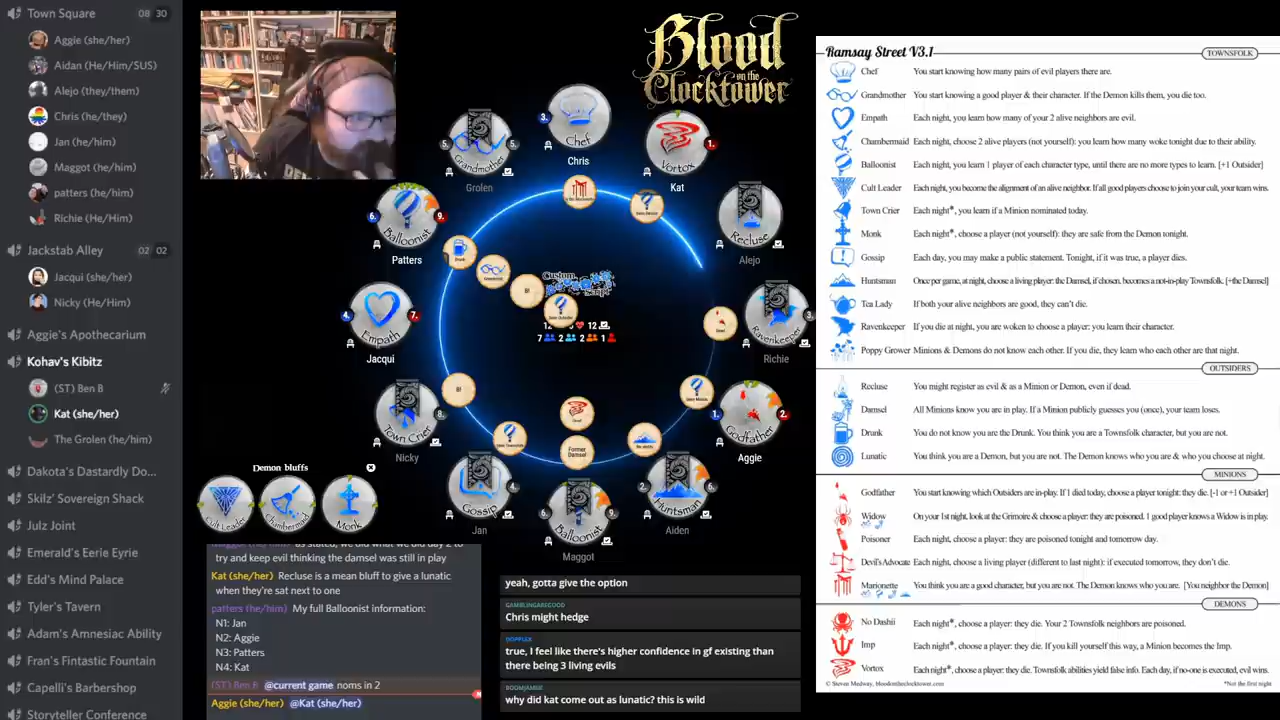 Town Square
08 30
Aggie (she/her)
Aidan (He/Him/SUS)
Alejo (they/them)
Chris (he/they)
Jan (he/him)
(he/him)
patters (he/him)
Richie (He/Him)
Jackstab Alley
02 02
Jacqui (she/her)
Nicky (He/Him)
Aggie's Apothecarium
Kohav's Kibitz
(ST) Ben B
Kat (she/her)
The Grolen (he/him)
Dakota's Dastardly Do...
Skilz' Sovereign Shack
Julz Joint
Emerald's Eerie Eyrie
Edd's Mind Palace
Tyler's Tavern
Adam's Amnesiac Ability
Fran's Fintastic Fountain
Storyteller Conference
Blood
on the
Clocktower
Grandmother
Grolen
Chef
Chris
Vortox
Kat
Recluse
Alejo
Ravenkeeper
Richie
Godfather
Aggie
Huntsman
Aiden
Balloonist
Maggot
Gossip
Jan
Town Crier
Nicky
Empath
Jacqui
Balloonist
Patters
Custom
Script
7 2 2 1
Drunk
Former
Damsel
Demon bluffs
Cult Leader
Chambermaid
Monk
try and keep evil thinking the damsel was still in play
Kat (she/her) Recluse is a mean bluff to give a lunatic
when they're sat next to one
patters (he/him) My full Balloonist information:
N1: Jan
N2: Aggie
N3: Patters
N4: Kat
(ST) Ben B @current game noms in 2
Aggie (she/her) @Kat (she/her)
yeah, gotta give the option
GAMBLINGAREGOOD
Chris might hedge
true, I feel like there's higher confidence in gf existing than
there being 3 living evils
why did kat come out as lunatic? this is wild
Ramsay Street V3.1
TOWNSFOLK
Chef You start knowing how many pairs of evil players there are.
Grandmother You start knowing a good player & their character. If the Demon kills them, you die too.
Empath Each night, you learn how many of your 2 alive neighbors are evil.
Chambermaid Each night, choose 2 alive players (not yourself): you learn how many woke tonight due to their ability.
Balloonist Each night, you learn 1 player of each character type, until there are no more types to learn. [+1 Outsider]
Cult Leader Each night, you become the alignment of an alive neighbor. If all good players choose to join your cult, your team wins.
Town Crier Each night*, you learn if a Minion nominated today.
Monk Each night*, choose a player (not yourself): they are safe from the Demon tonight.
Gossip Each day, you may make a public statement. Tonight, if it was true, a player dies.
Huntsman Once per game, at night, choose a living player: the Damsel, if chosen, becomes a not-in-play Townsfolk. [+the Damsel]
Tea Lady If both your alive neighbors are good, they can't die.
Ravenkeeper If you die at night, you are woken to choose a player: you learn their character.
Poppy Grower Minions & Demons do not know each other. If you die, they learn who each other are that night.
OUTSIDERS
Recluse You might register as evil & as a Minion or Demon, even if dead.
Damsel All Minions know you are in play. If a Minion publicly guesses you (once), your team loses.
Drunk You do not know you are the Drunk. You think you are a Townsfolk character, but you are not.
Lunatic You think you are a Demon, but you are not. The Demon knows who you are & who you choose at night.
MINIONS
Godfather You start knowing which Outsiders are in-play. If 1 died today, choose a player tonight: they die. [-1 or +1 Outsider]
Widow On your 1st night, look at the Grimoire & choose a player: they are poisoned. 1 good player knows a Widow is in play.
Poisoner Each night, choose a player: they are poisoned tonight and tomorrow day.
Devil's Advocate Each night, choose a living player (different to last night): if executed tomorrow, they don't die.
Marionette You think you are a good character, but you are not. The Demon knows who you are. [You neighbor the Demon]
DEMONS
No Dashii Each night*, choose a player: they die. Your 2 Townsfolk neighbors are poisoned.
Imp Each night*, choose a player: they die. If you kill yourself this way, a Minion becomes the Imp.
Vortox Each night*, choose a player: they die. Townsfolk abilities yield false info. Each day, if no-one is executed, evil wins.
© Steven Medway, bloodontheclocktower.com
*Not the first night